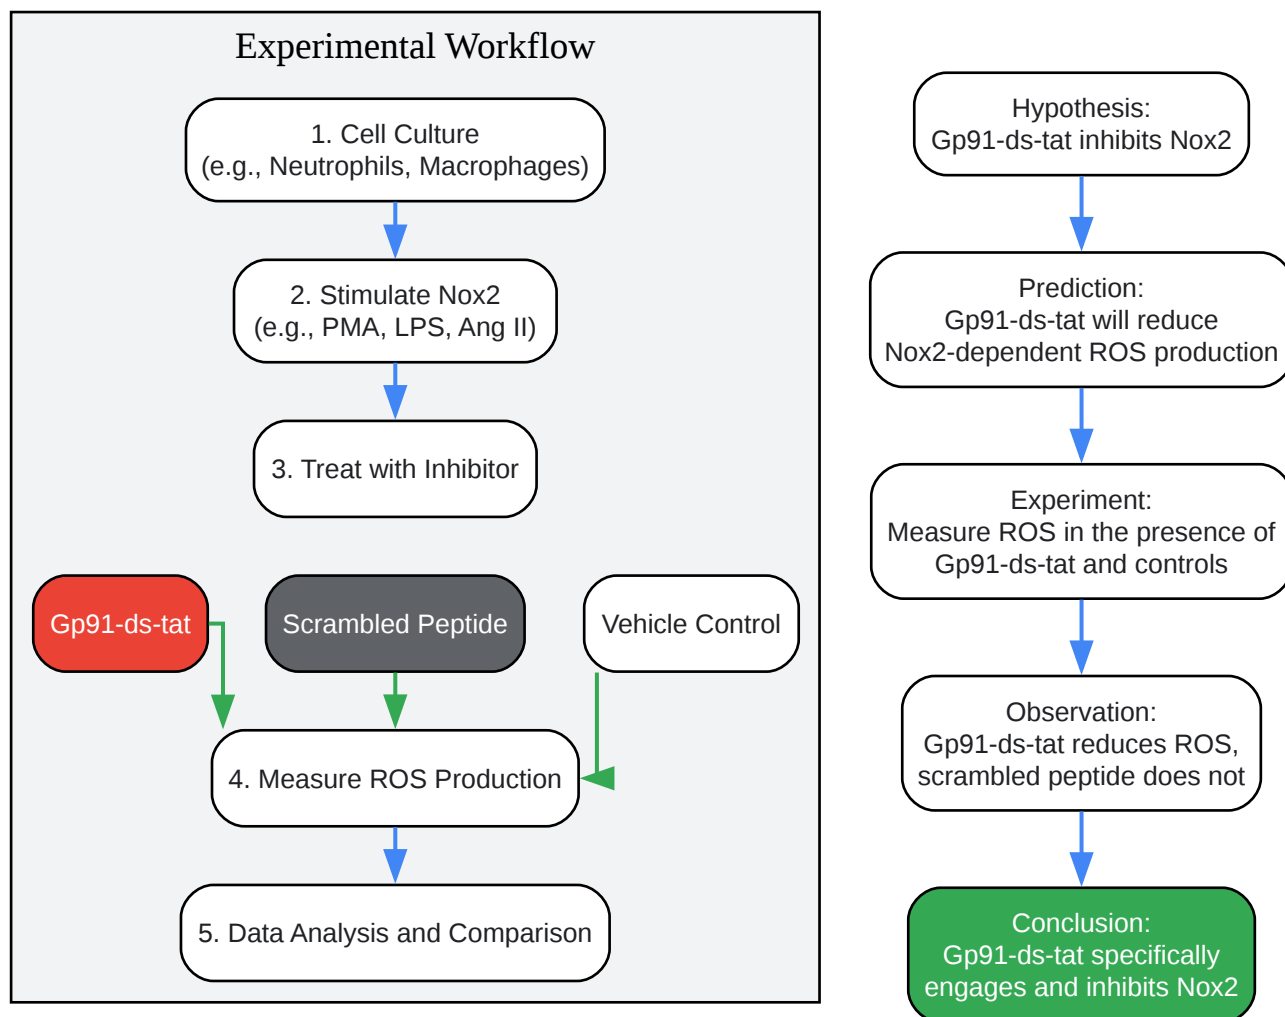 Experimental Workflow
1. Cell Culture
(e.g., Neutrophils, Macrophages)
2. Stimulate Nox2
(e.g., PMA, LPS, Ang II)
3. Treat with Inhibitor
Gp91-ds-tat
Scrambled Peptide
Vehicle Control
4. Measure ROS Production
5. Data Analysis and Comparison
Hypothesis:
Gp91-ds-tat inhibits Nox2
Prediction:
Gp91-ds-tat will reduce
Nox2-dependent ROS production
Experiment:
Measure ROS in the presence of
Gp91-ds-tat and controls
Observation:
Gp91-ds-tat reduces ROS,
scrambled peptide does not
Conclusion:
Gp91-ds-tat specifically
engages and inhibits Nox2